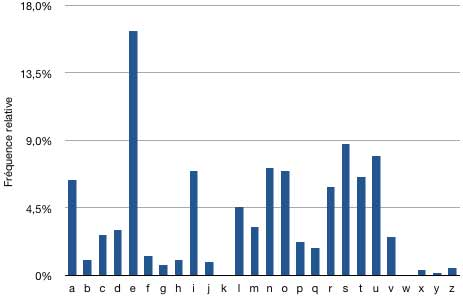 18,0%
13,5%
9,0%
4,5%
0%
Fréquence relative
a b c d e f g h i j k l m n o p q r s t u v w x y z